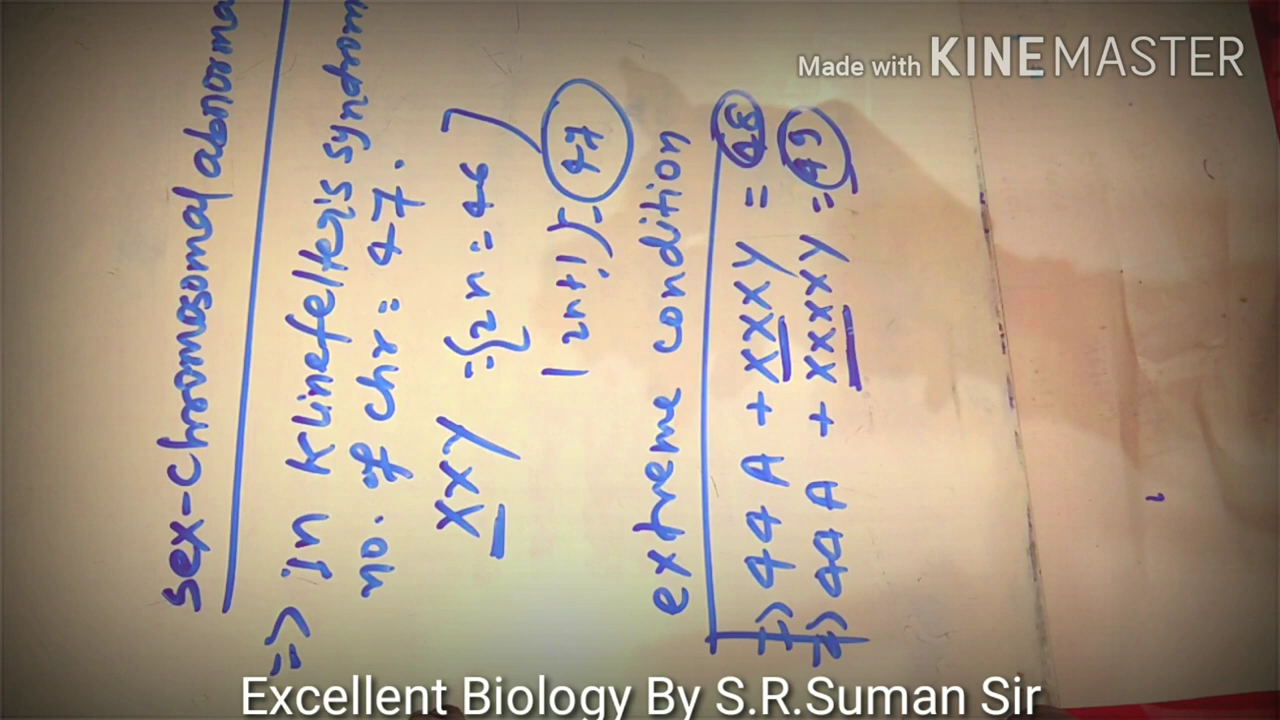 Made with KINEMASTER
sex-chromosomal abnorma
=> In Klinefelter's syndrom
no. of chr = 47.
XXY = {2n = 46
2n+1) = 47
extreme condition
=> 44 A + XXXY = 48
=> 44 A + XXXXY = 49
Excellent Biology By S.R.Suman Sir